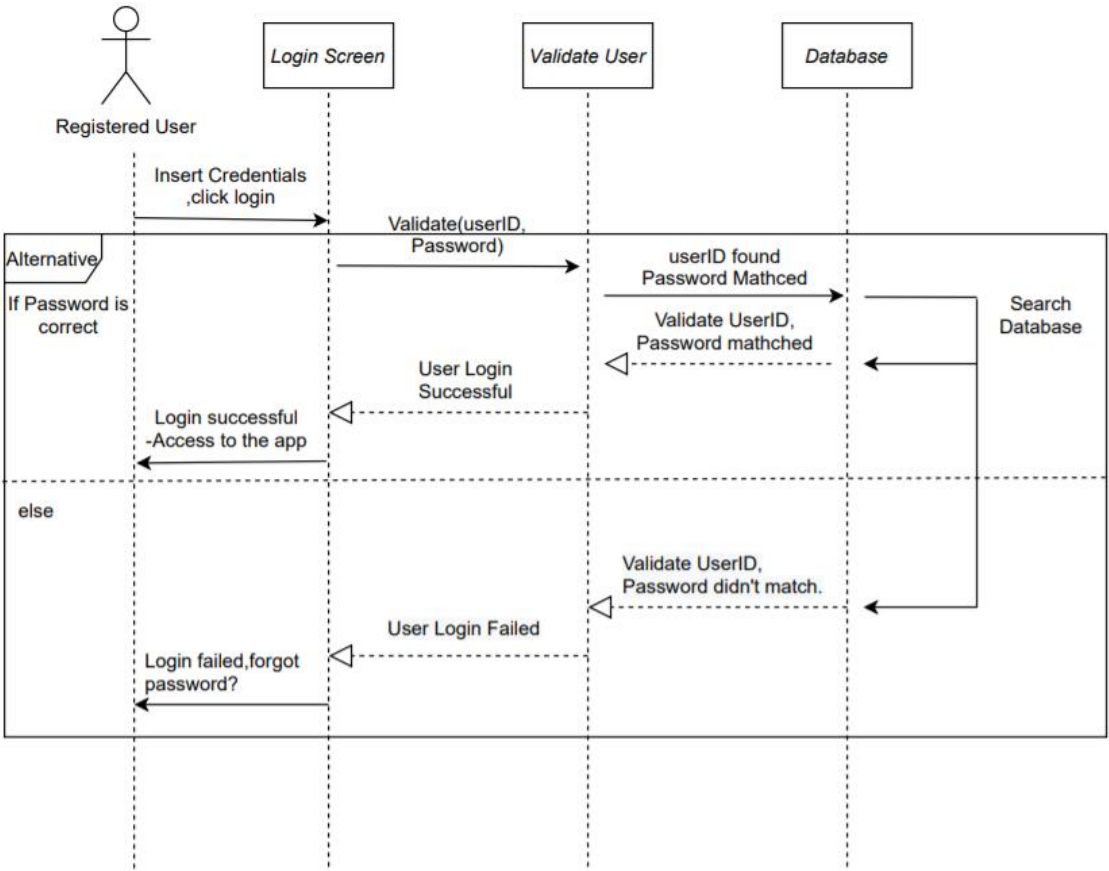 Login Screen
Validate User
Database
Registered User
Insert Credentials
,click login
Validate(userID,
Password)
Alternative
userID found
Password Mathced
If Password is
correct
Search
Database
Validate UserID,
Password mathched
User Login
Successful
Login successful
-Access to the app
else
Validate UserID,
Password didn't match.
User Login Failed
Login failed,forgot
password?